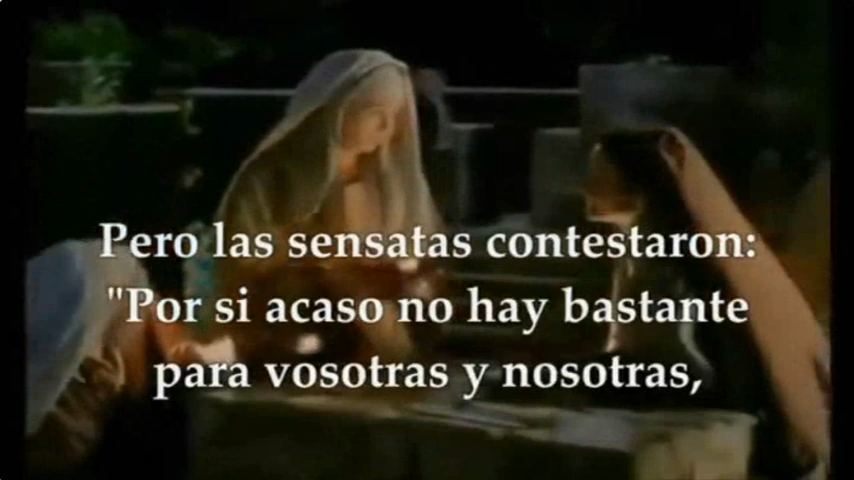 Pero las sensatas contestaron:
"Por si acaso no hay bastante
para vosotras y nosotras,